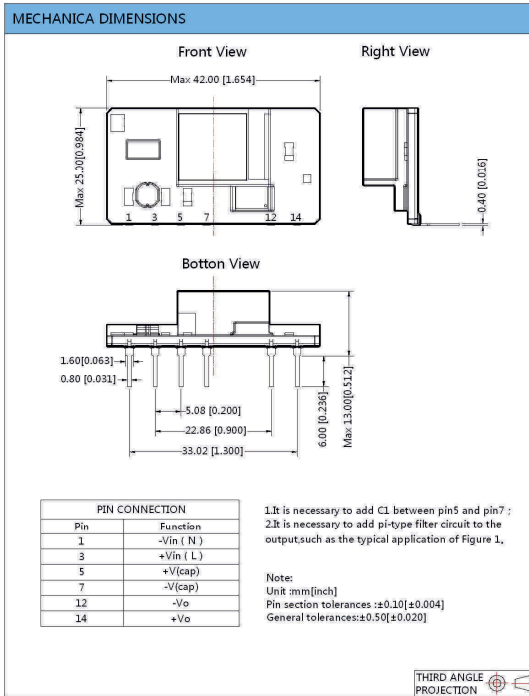 MECHANICA DIMENSIONS
Front View
Right View
Max 42.00 [1.654]
Max 25.00[0.984]
0.40 [0.016]
1 3 5 7 12 14
Botton View
1.60[0.063]
0.80 [0.031]
5.08 [0.200]
22.86 [0.900]
33.02 [1.300]
6.00 [0.236]
Max 13.00[0.512]
PIN CONNECTION
Pin Function
1 -Vin ( N )
3 +Vin ( L )
5 +V(cap)
7 -V(cap)
12 -Vo
14 +Vo
1.It is necessary to add C1 between pin5 and pin7 ;
2.It is necessary to add pi-type filter circuit to the
output,such as the typical application of Figure 1。
Note:
Unit :mm[inch]
Pin section tolerances :±0.10[±0.004]
General tolerances:±0.50[±0.020]
THIRD ANGLE
PROJECTION